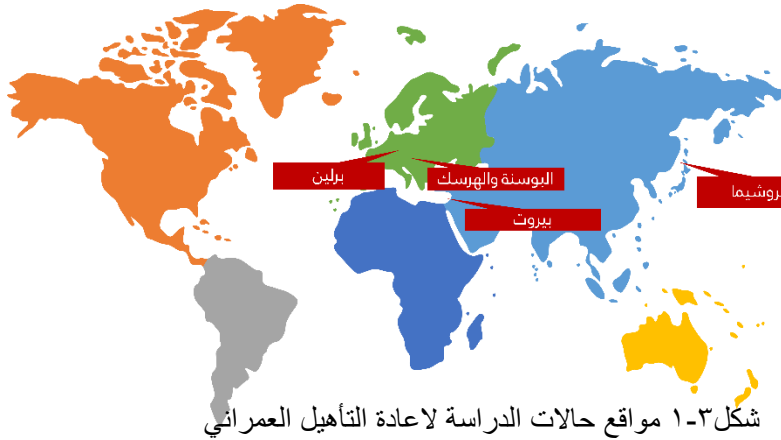 برلين
البوسنة والهرسك
روشيما
بيروت
شكل٣-١ مواقع حالات الدراسة لاعادة التأهيل العمراني